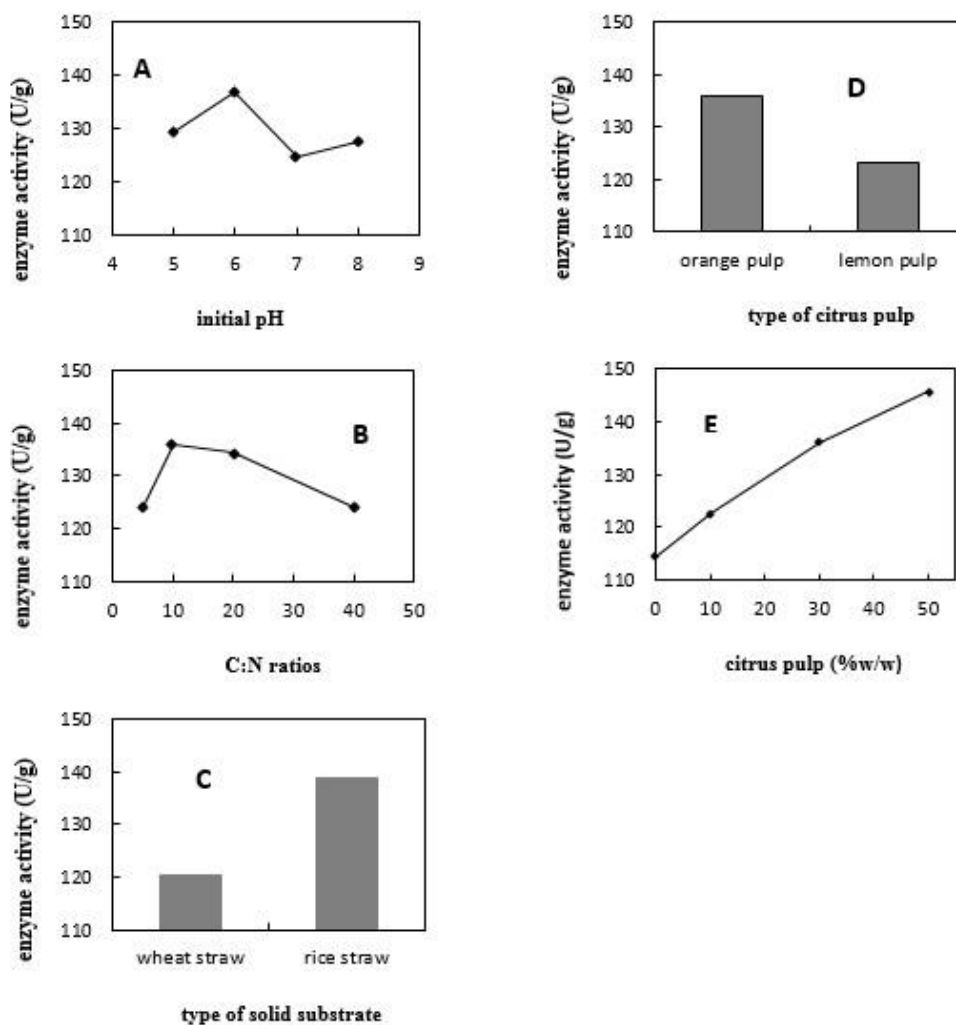 enzyme activity (U/g)
150
140
130
120
110
A
4 5 6 7 8 9
initial pH
enzyme activity (U/g)
150
140
130
120
110
D
orange pulp lemon pulp
type of citrus pulp
enzyme activity (U/g)
150
140
130
120
110
B
0 10 20 30 40 50
C:N ratios
enzyme activity (U/g)
150
140
130
120
110
E
0 10 20 30 40 50
citrus pulp (%w/w)
enzyme activity (U/g)
150
140
130
120
110
C
wheat straw rice straw
type of solid substrate